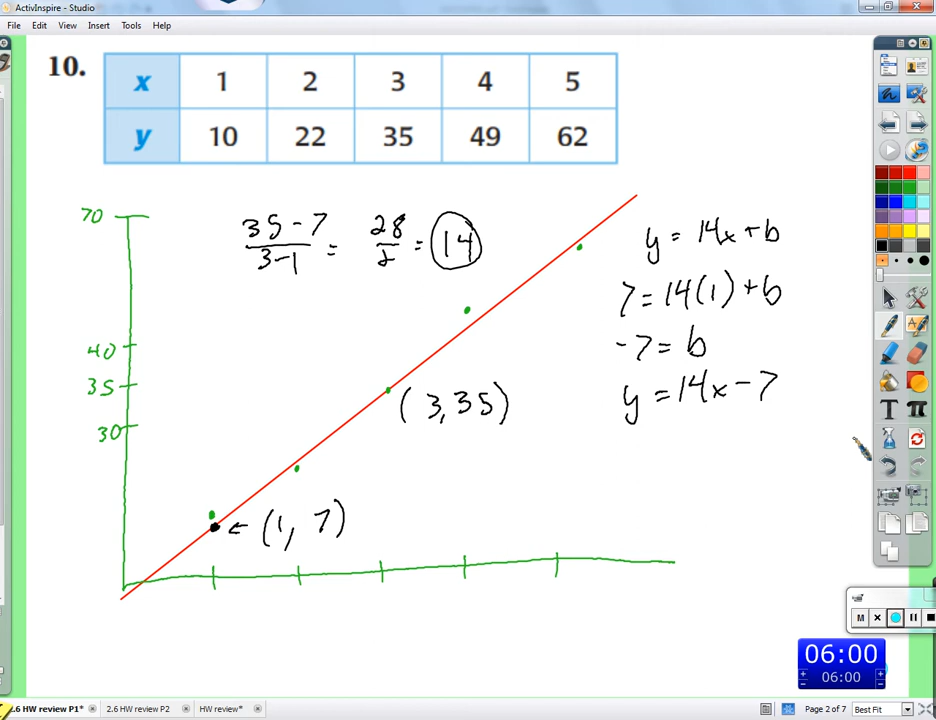 ActivInspire - Studio
File Edit View Insert Tools Help
10.
x 1 2 3 4 5
y 10 22 35 49 62
70
40
35
30
35-7 / 3-1 = 28 / 2 = 14
(3, 35)
← (1, 7)
y = 14x + b
7 = 14(1) + b
-7 = b
y = 14x - 7
T π
M
06:00
06:00
2.6 HW review P1* 2.6 HW review P2 HW review* Page 2 of 7 Best Fit